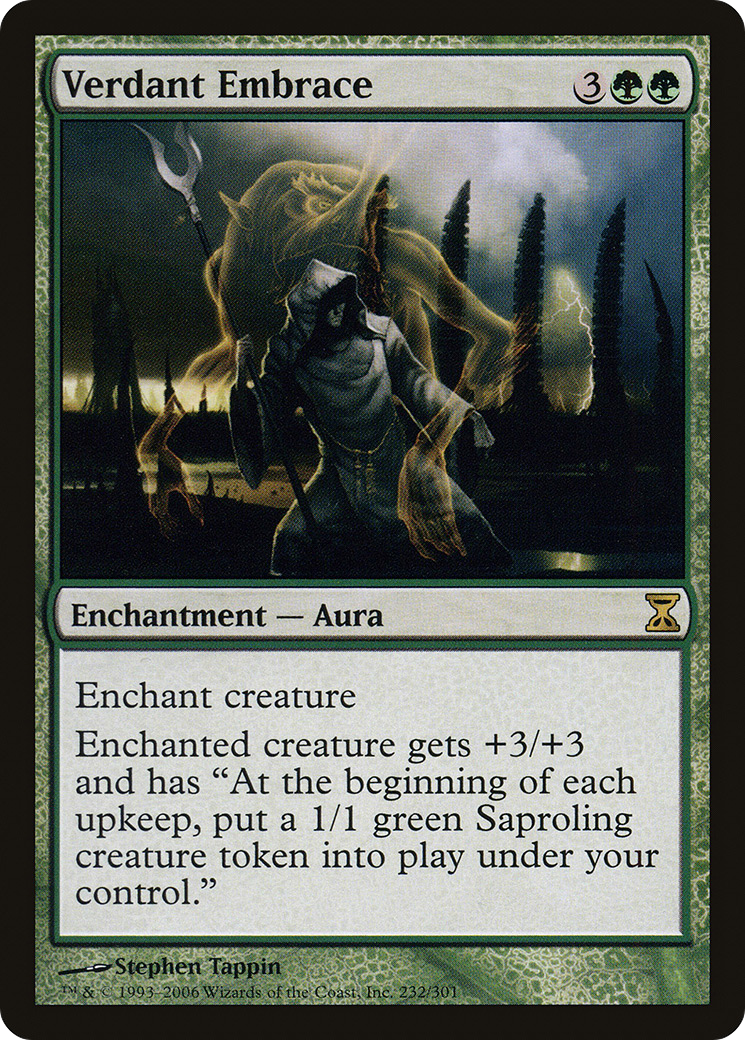 Verdant Embrace 3
Enchantment — Aura
Enchant creature
Enchanted creature gets +3/+3
and has “At the beginning of each
upkeep, put a 1/1 green Saproling
creature token into play under your
control.”
Stephen Tappin
™ & © 1993–2006 Wizards of the Coast, Inc. 232/301